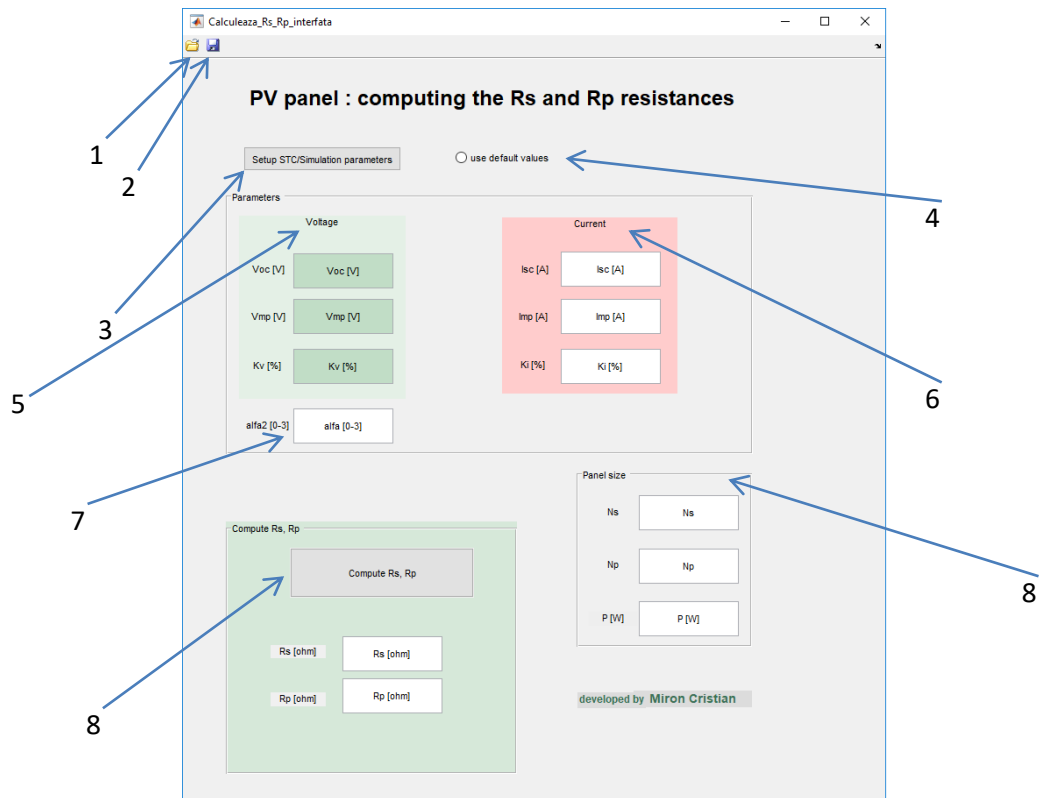 Calculeaza_Rs_Rp_interfata
PV panel : computing the Rs and Rp resistances
1
2
Setup STC/Simulation parameters
use default values
4
3
Parameters
Voltage
Voc [V] Voc [V]
Vmp [V] Vmp [V]
Kv [%] Kv [%]
5
Current
Isc [A] Isc [A]
Imp [A] Imp [A]
Ki [%] Ki [%]
6
alfa2 [0-3] alfa [0-3]
7
Panel size
Ns Ns
Np Np
P [W] P [W]
8
Compute Rs, Rp
Compute Rs, Rp
Rs [ohm] Rs [ohm]
Rp [ohm] Rp [ohm]
8
developed by Miron Cristian